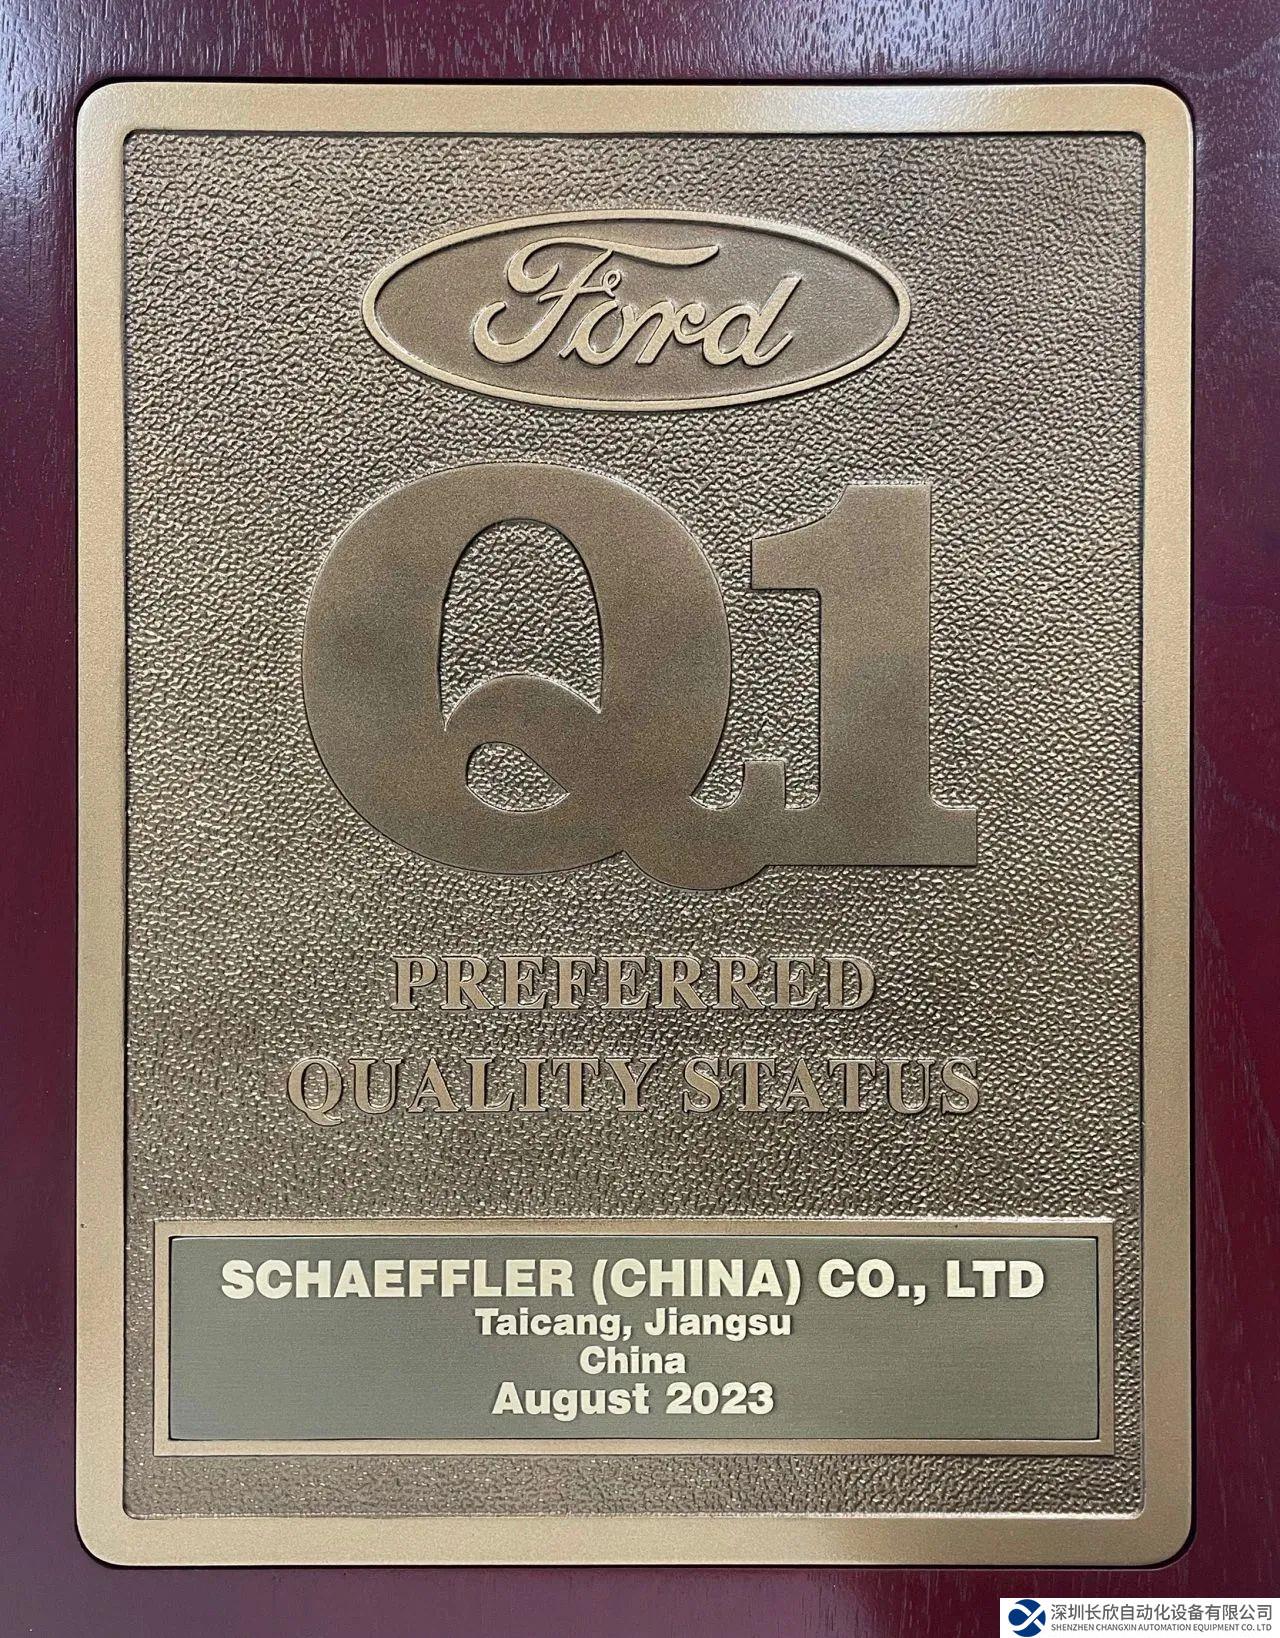 Ford
Q1
PREFERRED
QUALITY STATUS
SCHAEFFLER (CHINA) CO., LTD
Taicang, Jiangsu
China
August 2023
深圳长欣自动化设备有限公司
SHENZHEN CHANGXIN AUTOMATION EQUIPMENT CO. LTD